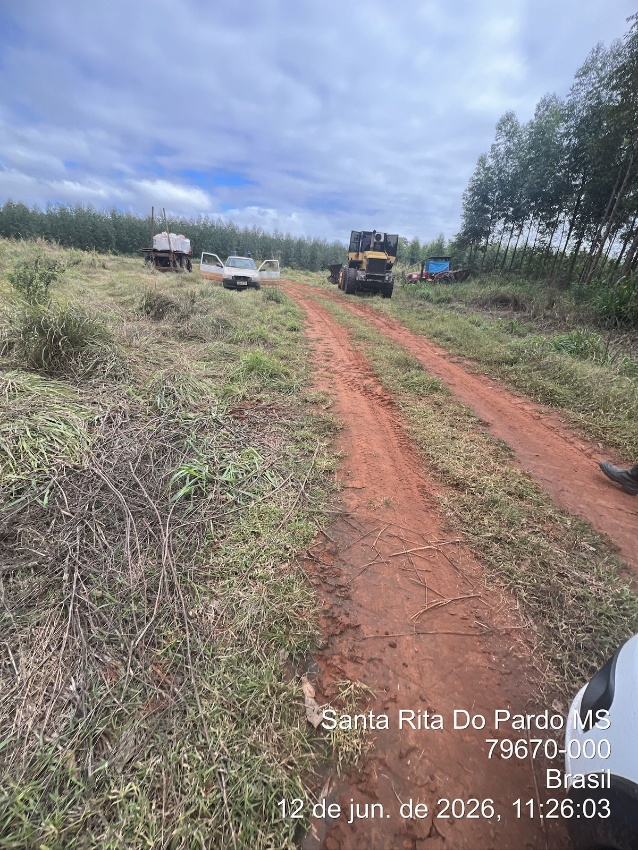 Santa Rita Do Pardo MS
79670-000
Brasil
12 de jun. de 2026, 11:26:03